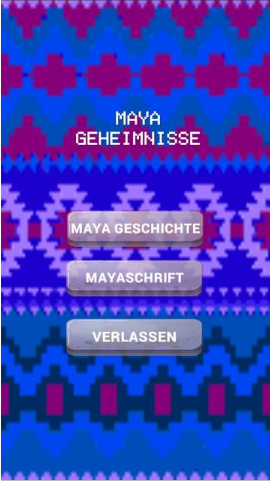 MAYA
GEHEIMNISSE
MAYA GESCHICHTE
MAYASCHRIFT
VERLASSEN